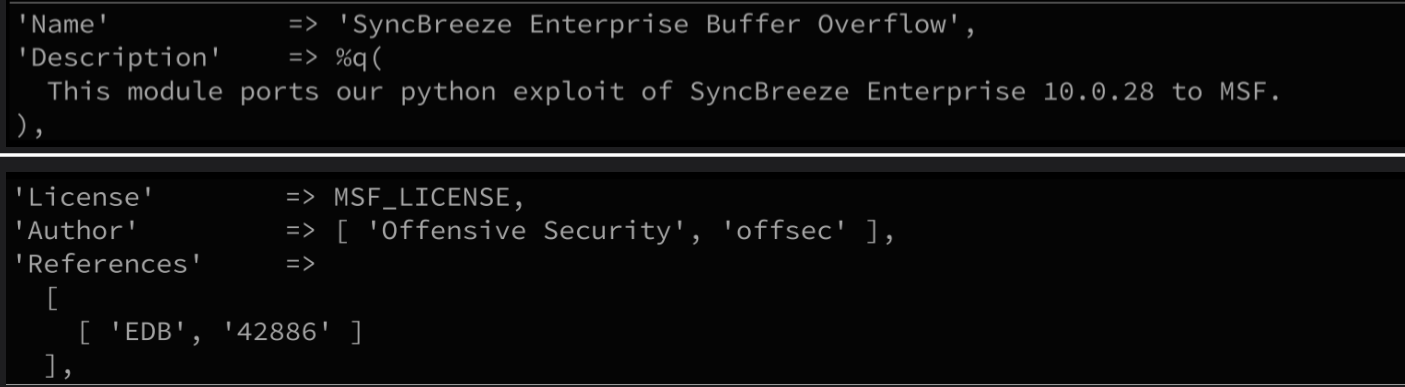 'Name'           => 'SyncBreeze Enterprise Buffer Overflow',
'Description'    => %q(
  This module ports our python exploit of SyncBreeze Enterprise 10.0.28 to MSF.
),
'License'        => MSF_LICENSE,
'Author'         => [ 'Offensive Security', 'offsec' ],
'References'     =>
  [
    [ 'EDB', '42886' ]
  ],